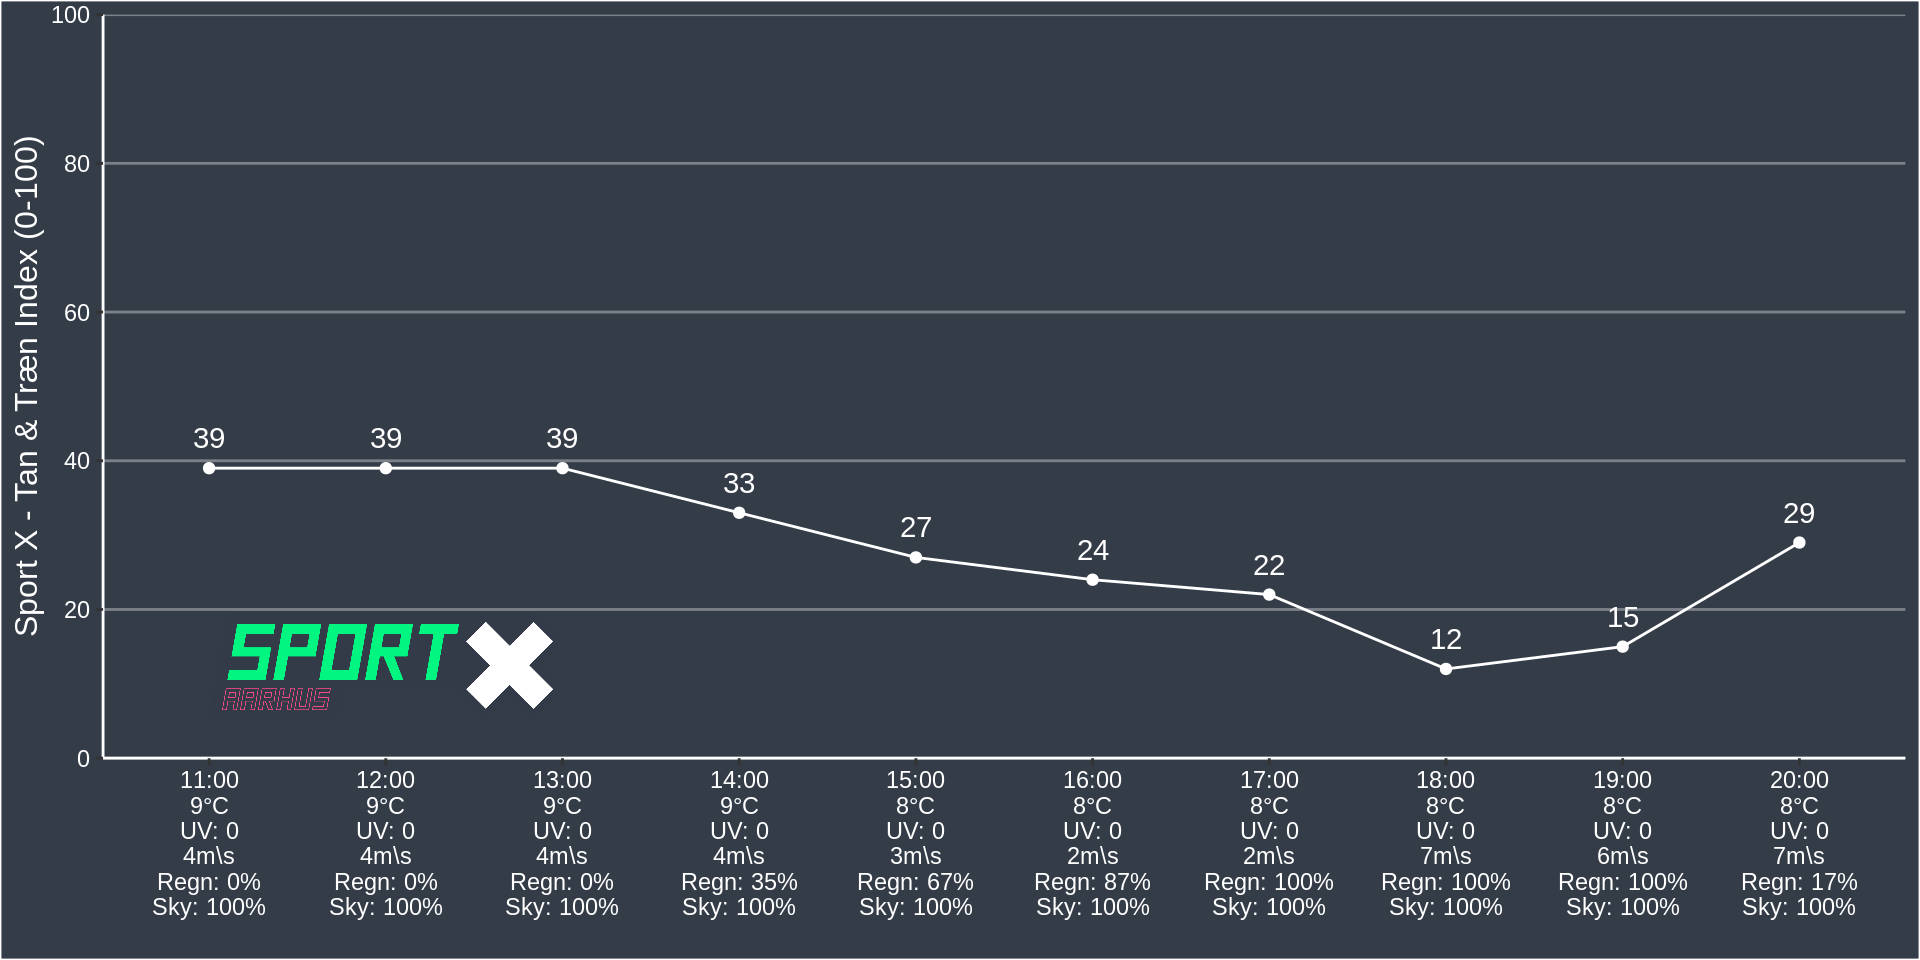 Sport X - Tan & Træn Index (0-100)
100
80
60
40
20
0
39
39
39
33
27
24
22
12
15
29
SPORT X
AARHUS
11:00
9°C
UV: 0
4m\s
Regn: 0%
Sky: 100%
12:00
9°C
UV: 0
4m\s
Regn: 0%
Sky: 100%
13:00
9°C
UV: 0
4m\s
Regn: 0%
Sky: 100%
14:00
9°C
UV: 0
4m\s
Regn: 35%
Sky: 100%
15:00
8°C
UV: 0
3m\s
Regn: 67%
Sky: 100%
16:00
8°C
UV: 0
2m\s
Regn: 87%
Sky: 100%
17:00
8°C
UV: 0
2m\s
Regn: 100%
Sky: 100%
18:00
8°C
UV: 0
7m\s
Regn: 100%
Sky: 100%
19:00
8°C
UV: 0
6m\s
Regn: 100%
Sky: 100%
20:00
8°C
UV: 0
7m\s
Regn: 17%
Sky: 100%